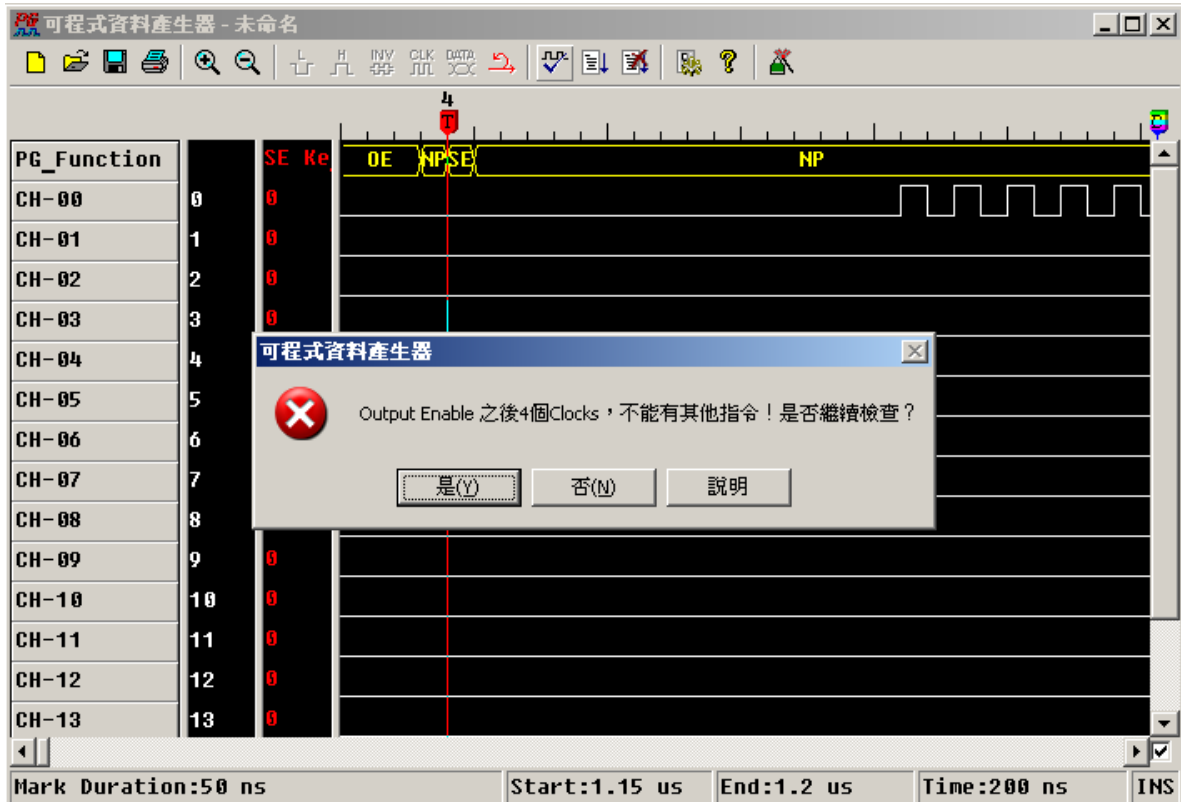 可程式資料產生器 - 未命名
L H INV CLK DATA
4
T
PG_Function SE Ke OE NP SE NP
CH-00 0 0
CH-01 1 0
CH-02 2 0
CH-03 3 0
CH-04 4
CH-05 5
CH-06 6
CH-07 7
CH-08 8
CH-09 9 0
CH-10 10 0
CH-11 11 0
CH-12 12 0
CH-13 13 0
可程式資料產生器
Output Enable 之後4個Clocks，不能有其他指令！是否繼續檢查？
是(Y) 否(N) 說明
Mark Duration:50 ns Start:1.15 us End:1.2 us Time:200 ns INS